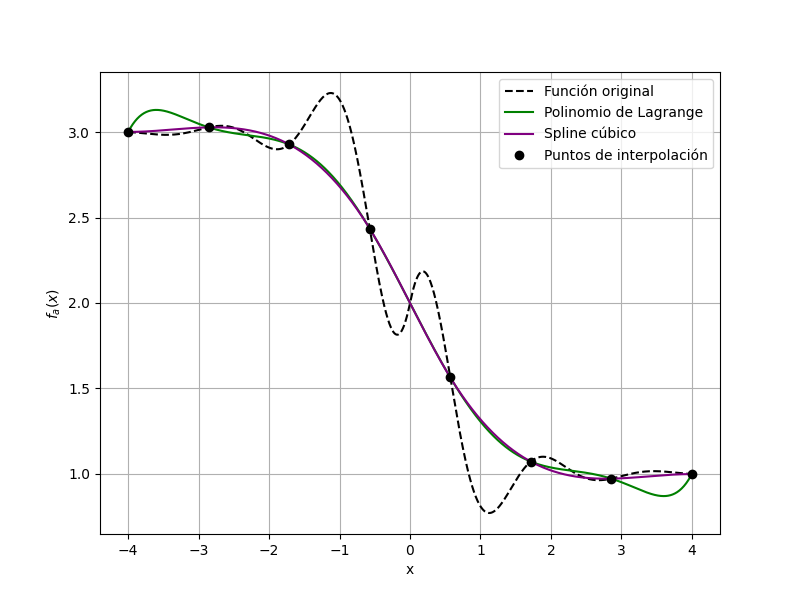 Función original
Polinomio de Lagrange
Spline cúbico
Puntos de interpolación
3.0
2.5
2.0
1.5
1.0
fₐ(x)
−4 −3 −2 −1 0 1 2 3 4
x